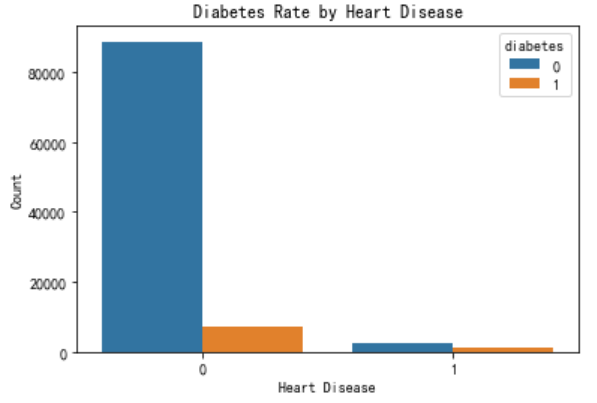 Diabetes Rate by Heart Disease
diabetes
0
1
80000
60000
40000
20000
0
Count
0 1
Heart Disease